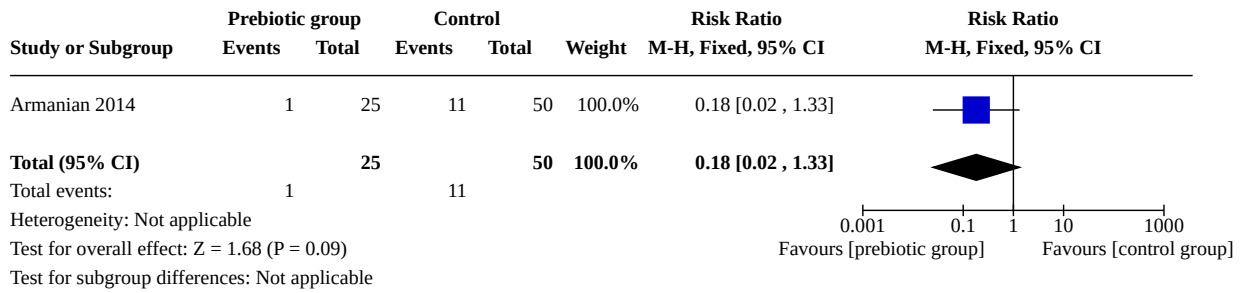 Prebiotic group Control Risk Ratio Risk Ratio
Study or Subgroup Events Total Events Total Weight M-H, Fixed, 95% CI M-H, Fixed, 95% CI
Armanian 2014 1 25 11 50 100.0% 0.18 [0.02 , 1.33]
Total (95% CI) 25 50 100.0% 0.18 [0.02 , 1.33]
Total events: 1 11
Heterogeneity: Not applicable
0.001 0.1 1 10 1000
Test for overall effect: Z = 1.68 (P = 0.09) Favours [prebiotic group] Favours [control group]
Test for subgroup differences: Not applicable